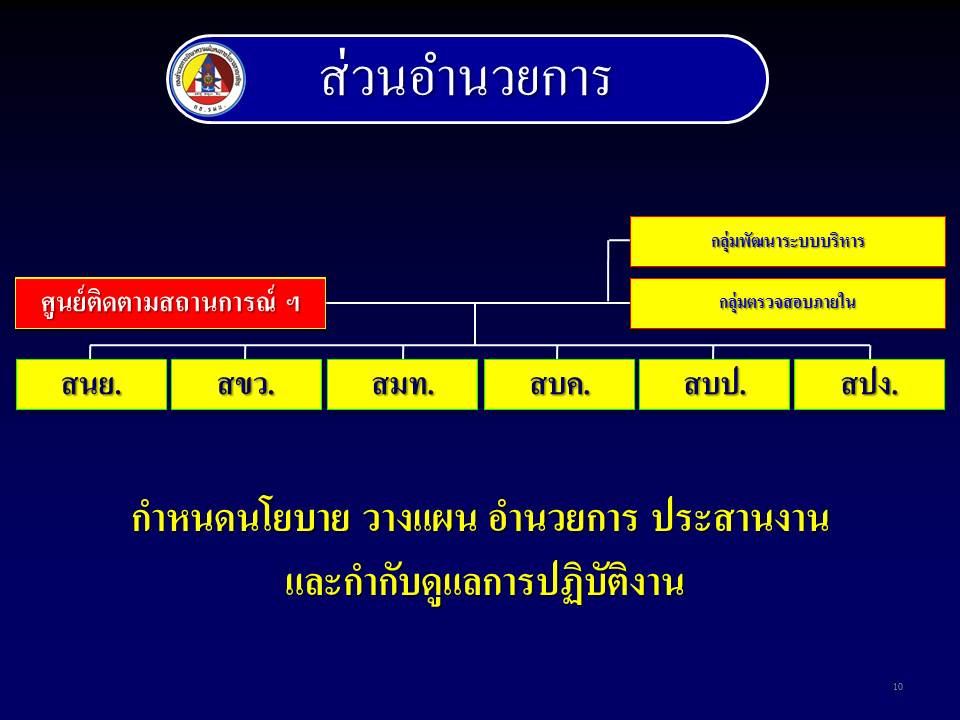 ส่วนอำนวยการ
กลุ่มพัฒนาระบบบริหาร
ศูนย์ติดตามสถานการณ์ ฯ
กลุ่มตรวจสอบภายใน
สนย. สขว. สมท. สบค. สบป. สปง.
กำหนดนโยบาย วางแผน อำนวยการ ประสานงาน
และกำกับดูแลการปฏิบัติงาน
10